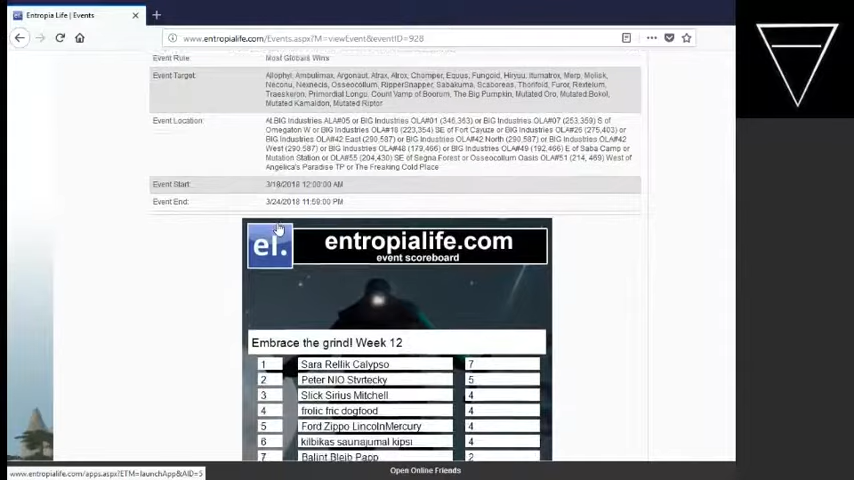 Entropia Life | Events
www.entropialife.com/Events.aspx?M=viewEvent&eventID=928
Event Rule: Most Globals Wins
Event Target: Allophyl, Ambulimax, Argonaut, Atrax, Atrox, Chomper, Equus, Fungoid, Hiryuu, Itumatrox, Merp, Molisk,
Neconu, Nexnecis, Osseocollum, RipperSnapper, Sabakuma, Scaboreas, Thorifoid, Furor, Rextelum,
Traeskeron, Primordial Longu, Count Vamp of Boorum, The Big Pumpkin, Mutated Oro, Mutated Bokol,
Mutated Kamaldon, Mutated Riptor
Event Location: At BIG Industries ALA#05 or BIG Industries OLA#01 (346,363) or BIG Industries OLA#07 (253,359) S of
Omegaton W or BIG Industries OLA#18 (223,354) SE of Fort Cayuze or BIG Industries OLA#26 (275,403) or
BIG Industries OLA#42 East (290,587) or BIG Industries OLA#42 North (290,587) or BIG Industries OLA#42
West (290,587) or BIG Industries OLA#48 (179,466) or BIG Industries OLA#49 (192,466) E of Saba Camp or
Mutation Station or OLA#55 (204,430) SE of Segna Forest or Osseocollum Oasis OLA#51 (214, 469) West of
Angelica's Paradise TP or The Freaking Cold Place
Event Start: 3/18/2018 12:00:00 AM
Event End: 3/24/2018 11:59:00 PM
el. entropialife.com
event scoreboard
Embrace the grind! Week 12
1 Sara Rellik Calypso 7
2 Peter NIO Stvrtecky 5
3 Slick Sirius Mitchell 4
4 frolic fric dogfood 4
5 Ford Zippo LincolnMercury 4
6 kilbikas saunajumal kipsi 4
7 Balint Bleib Papp 2
www.entropialife.com/apps.aspx?ETM=launchApp&AID=5
Open Online Friends